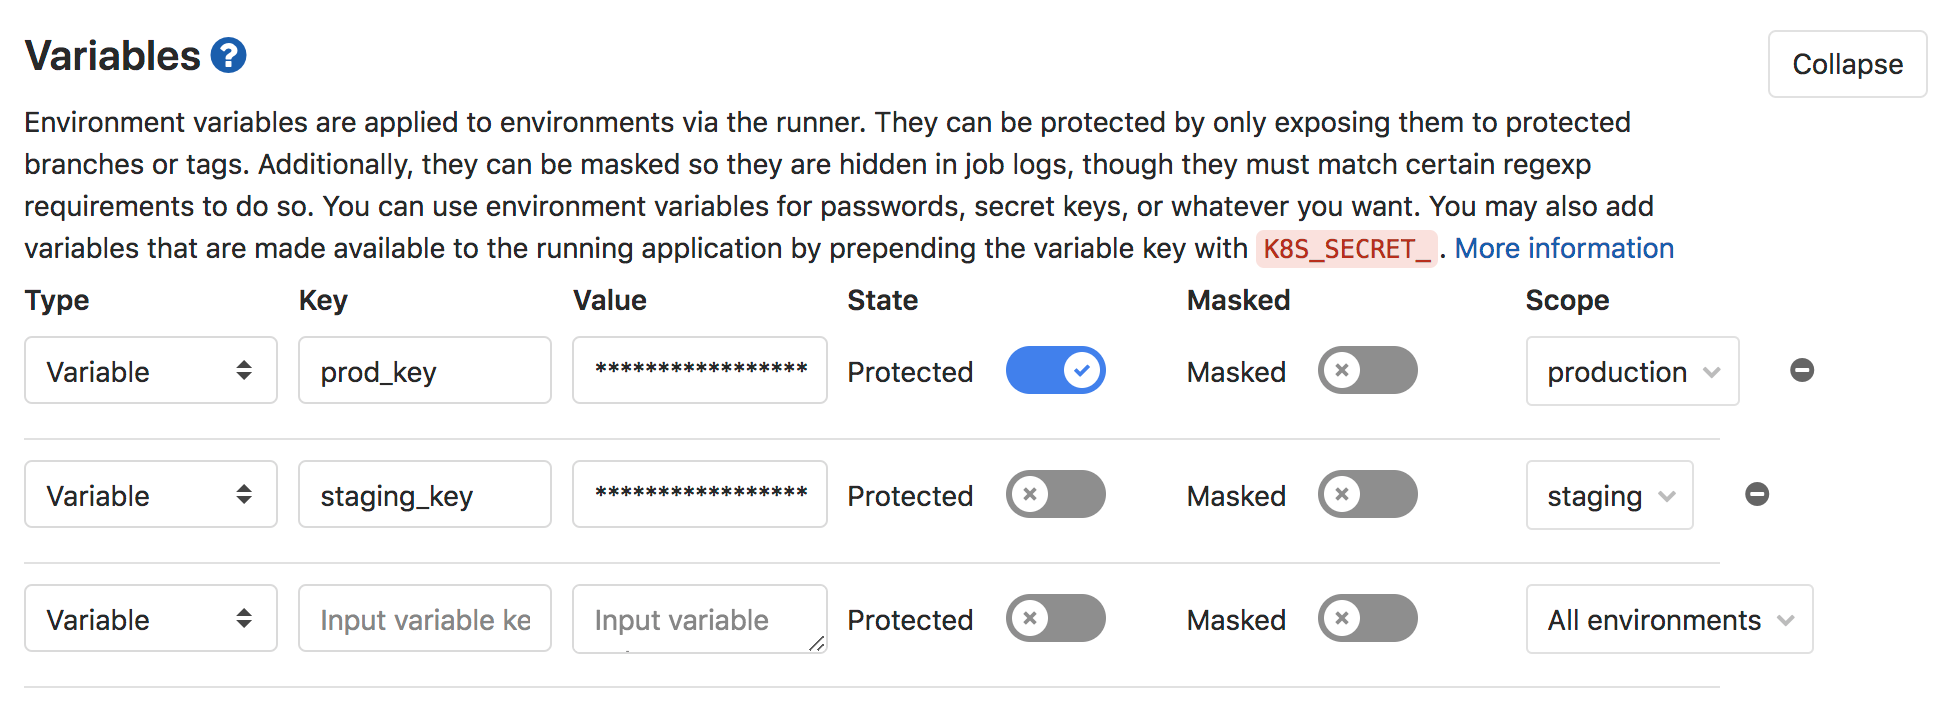 Variables ?
Collapse
Environment variables are applied to environments via the runner. They can be protected by only exposing them to protected
branches or tags. Additionally, they can be masked so they are hidden in job logs, though they must match certain regexp
requirements to do so. You can use environment variables for passwords, secret keys, or whatever you want. You may also add
variables that are made available to the running application by prepending the variable key with K8S_SECRET_ . More information
Type Key Value State Masked Scope
Variable prod_key ***************** Protected Masked production
Variable staging_key ***************** Protected Masked staging
Variable Input variable ke Input variable Protected Masked All environments